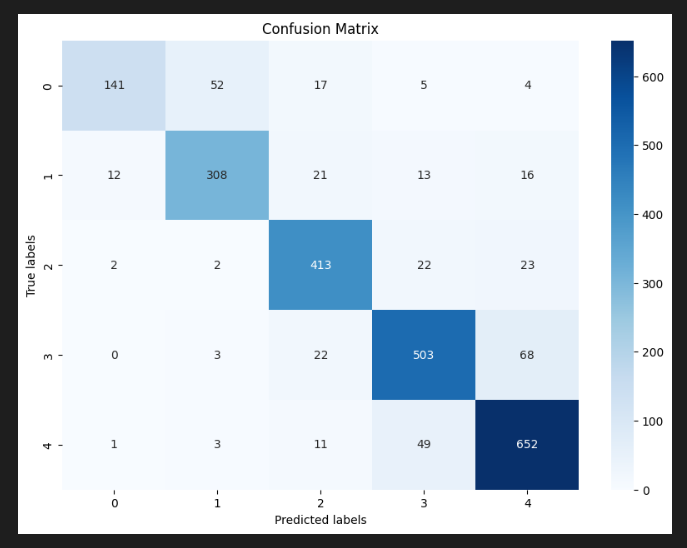 Confusion Matrix
0 141 52 17 5 4
1 12 308 21 13 16
2 2 2 413 22 23
3 0 3 22 503 68
4 1 3 11 49 652
0 1 2 3 4
Predicted labels
True labels
600
500
400
300
200
100
0